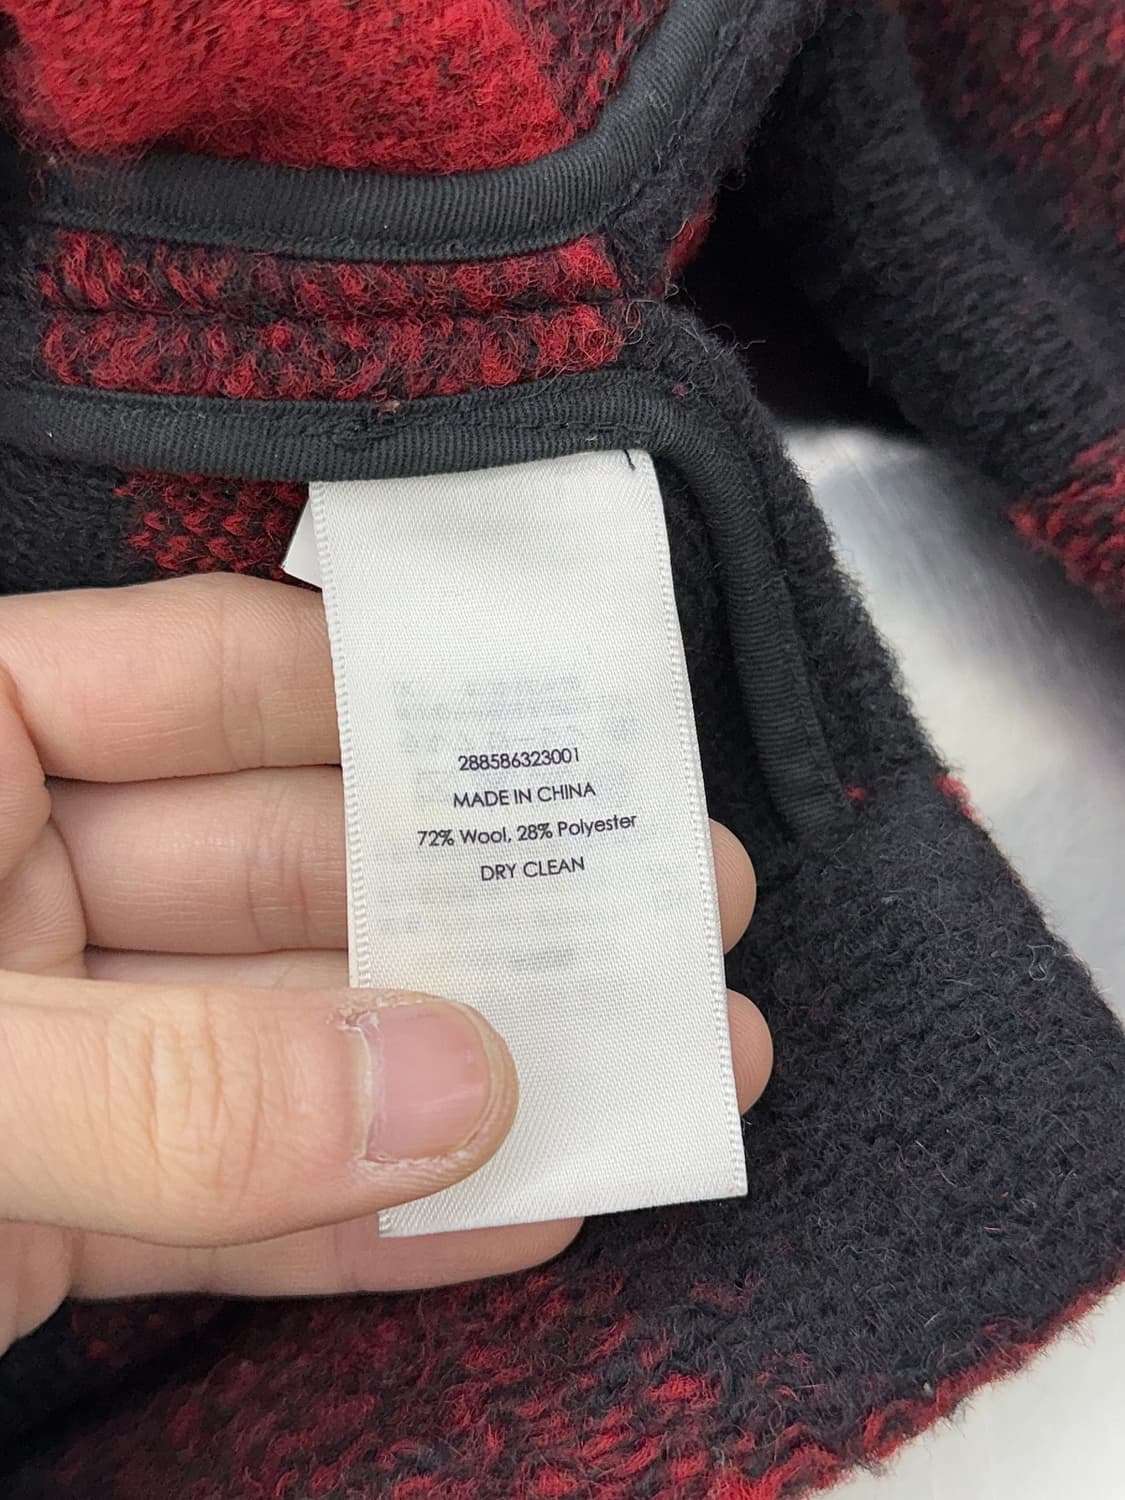 288586323001
MADE IN CHINA
72% Wool, 28% Polyester
DRY CLEAN